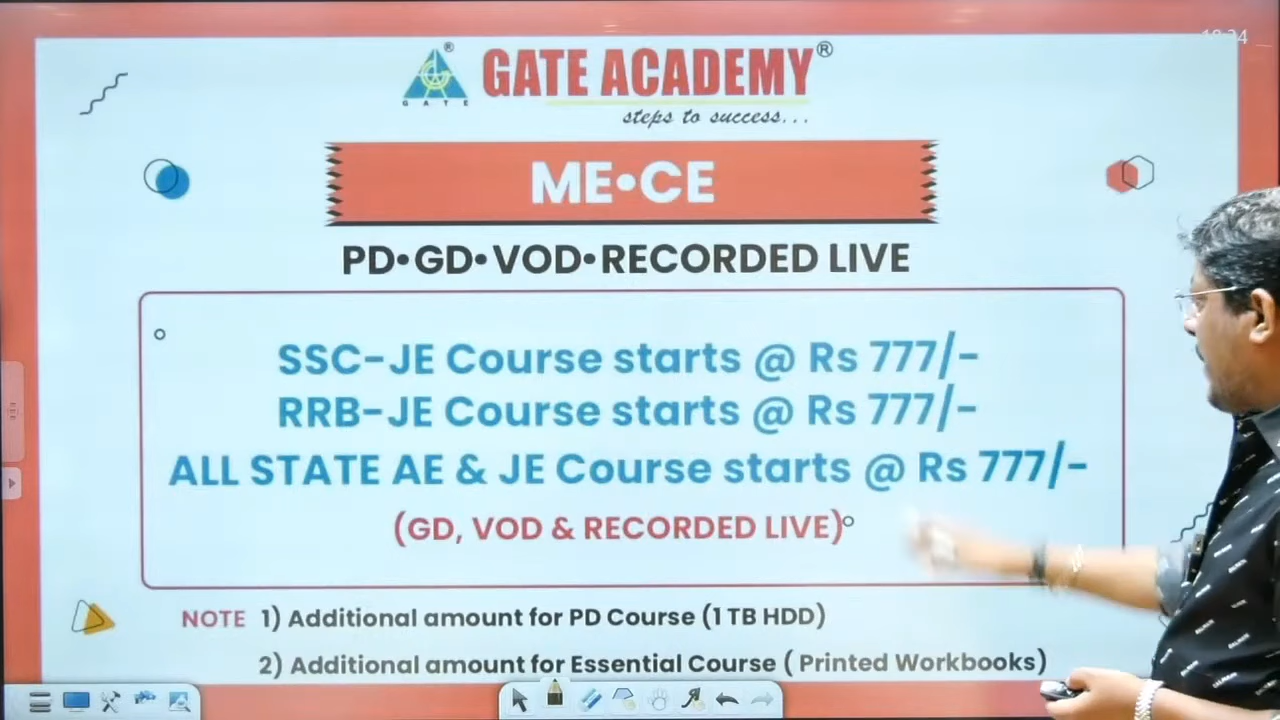 GATE
GATE ACADEMY®
steps to success...
ME•CE
PD•GD•VOD•RECORDED LIVE
SSC-JE Course starts @ Rs 777/-
RRB-JE Course starts @ Rs 777/-
ALL STATE AE & JE Course starts @ Rs 777/-
(GD, VOD & RECORDED LIVE)
NOTE 1) Additional amount for PD Course (1 TB HDD)
2) Additional amount for Essential Course ( Printed Workbooks)